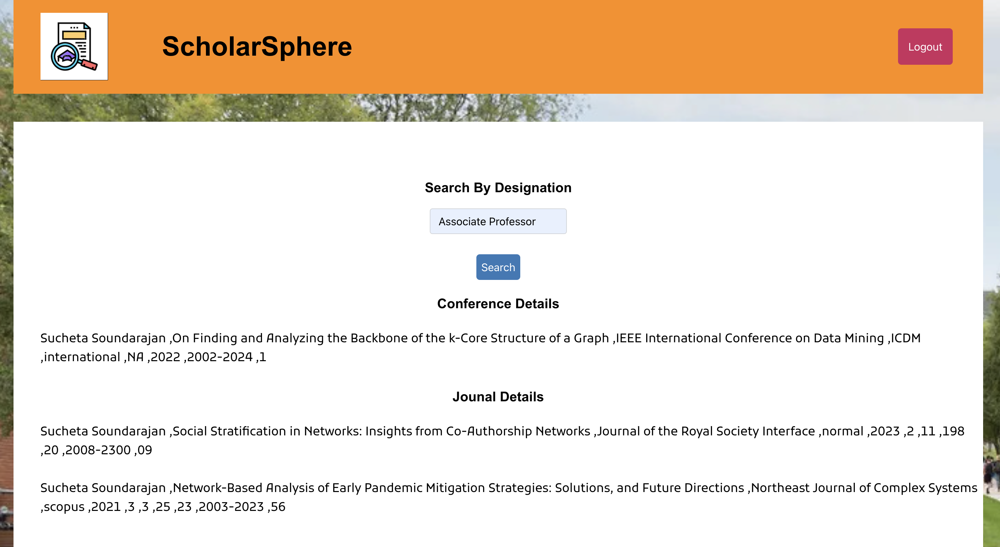 ScholarSphere
Logout
Search By Designation
Associate Professor
Search
Conference Details
Sucheta Soundarajan ,On Finding and Analyzing the Backbone of the k-Core Structure of a Graph ,IEEE International Conference on Data Mining ,ICDM
,international ,NA ,2022 ,2002-2024 ,1
Jounal Details
Sucheta Soundarajan ,Social Stratification in Networks: Insights from Co-Authorship Networks ,Journal of the Royal Society Interface ,normal ,2023 ,2 ,11 ,198
,20 ,2008-2300 ,09
Sucheta Soundarajan ,Network-Based Analysis of Early Pandemic Mitigation Strategies: Solutions, and Future Directions ,Northeast Journal of Complex Systems
,scopus ,2021 ,3 ,3 ,25 ,23 ,2003-2023 ,56